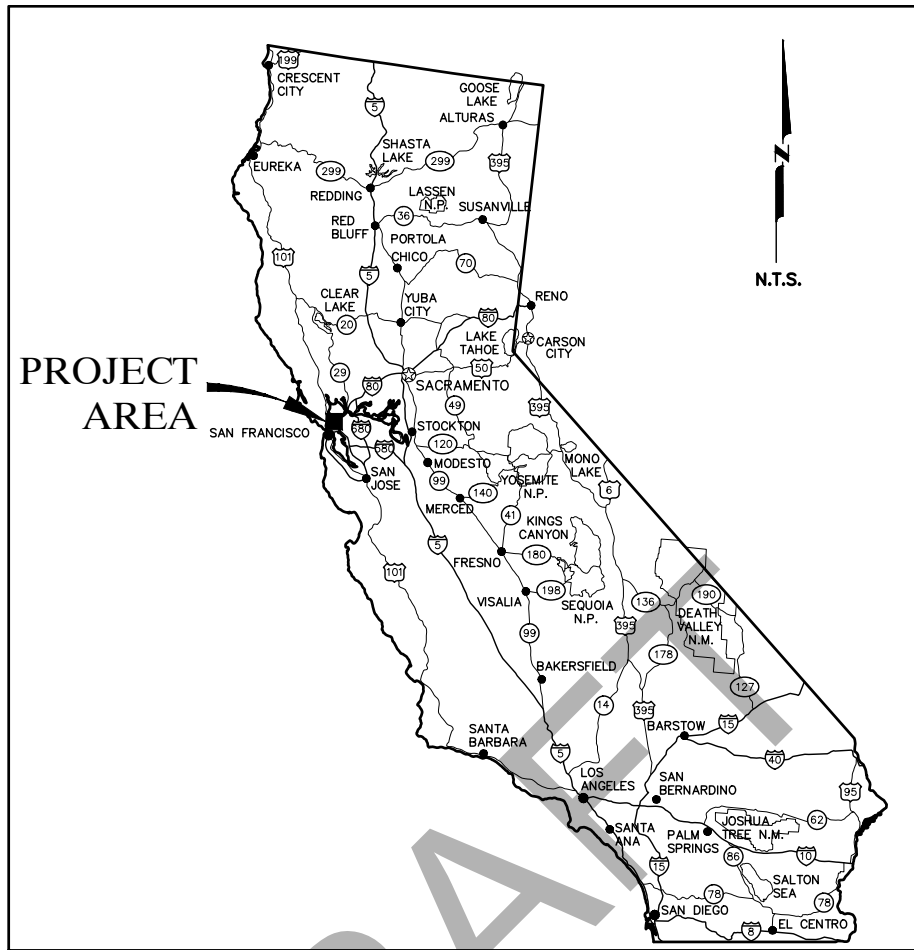 199
CRESCENT
CITY
5
GOOSE
LAKE
ALTURAS
SHASTA
LAKE
EUREKA
299
299
395
REDDING
LASSEN
N.P.
SUSANVILLE
RED
BLUFF
36
PORTOLA
CHICO
101
5
70
N
N.T.S.
CLEAR
LAKE
20
YUBA
CITY
RENO
80
LAKE
TAHOE
CARSON
CITY
50
PROJECT
AREA
29
80
SACRAMENTO
49
395
SAN FRANCISCO
680
STOCKTON
680
120
MODESTO
MONO
LAKE
SAN
JOSE
99
140
YOSEMITE
N.P.
6
MERCED
41
KINGS
CANYON
5
FRESNO
180
101
VISALIA
198
SEQUOIA
N.P.
136
190
DEATH
VALLEY
N.M.
99
395
178
BAKERSFIELD
127
14
395
SANTA
BARBARA
5
BARSTOW
15
40
LOS
ANGELES
SAN
BERNARDINO
95
SANTA
ANA
PALM
SPRINGS
JOSHUA
TREE N.M.
62
15
86
10
SALTON
SEA
78
78
SAN DIEGO
8
EL CENTRO
DRAFT